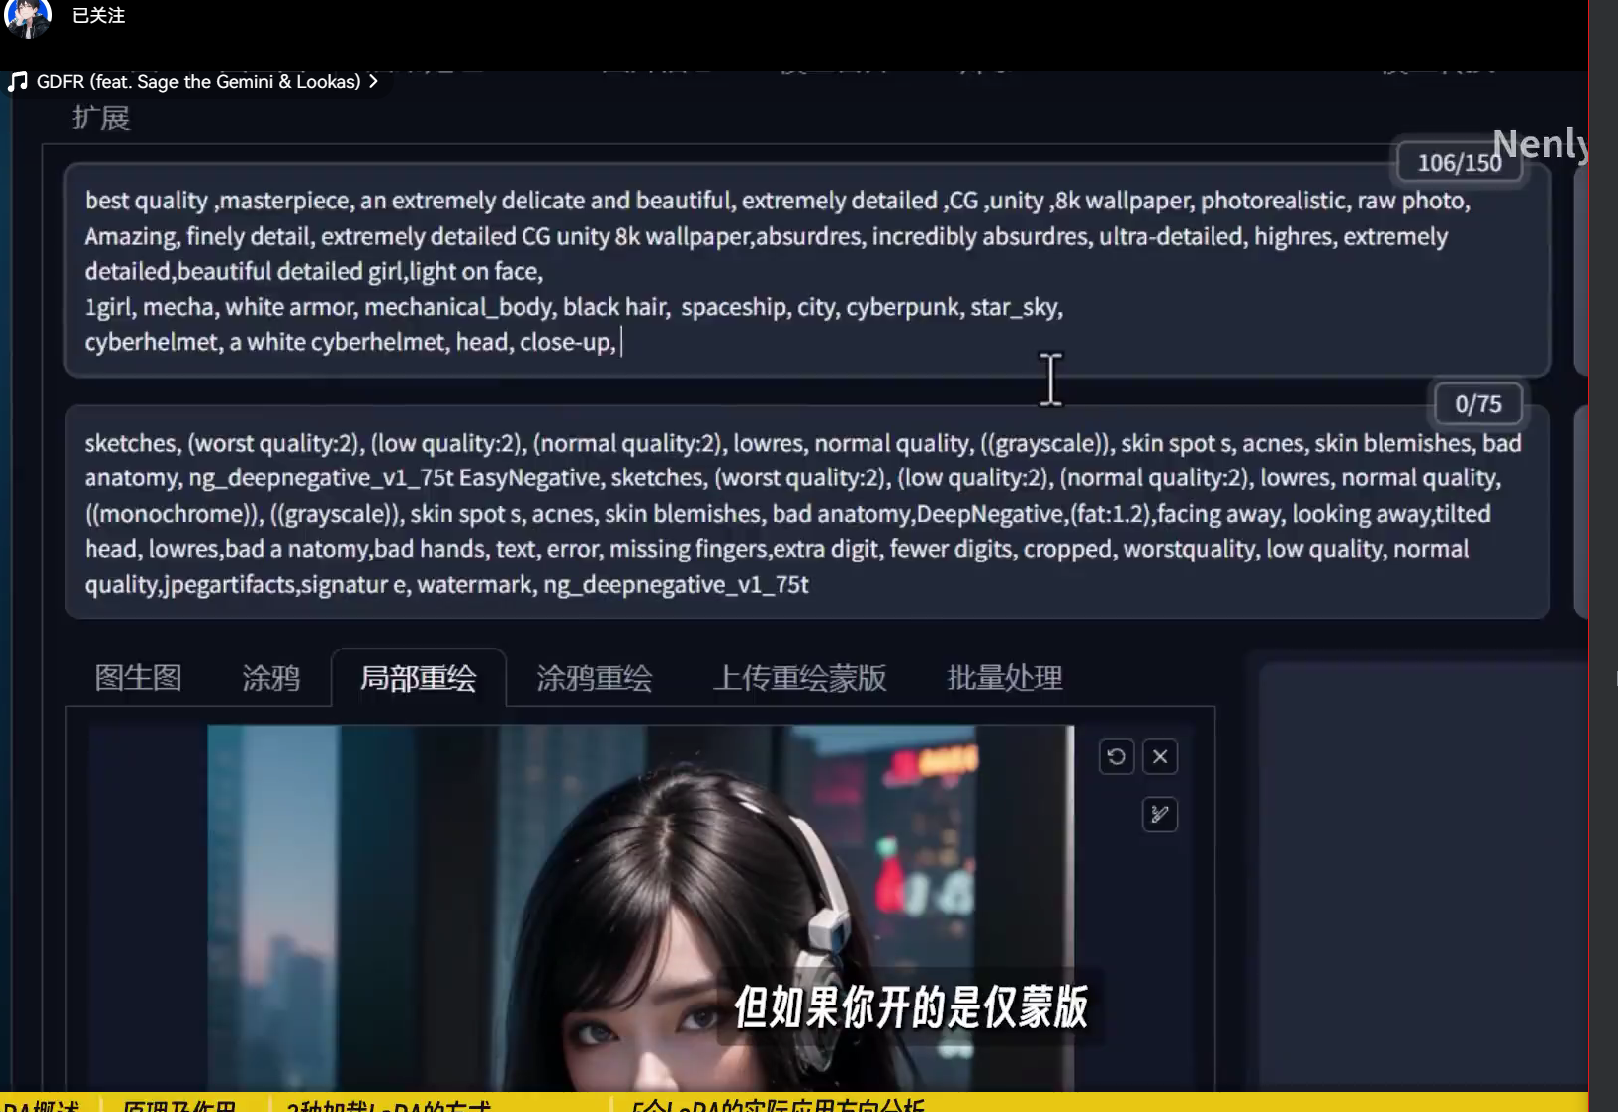 已关注
GDFR (feat. Sage the Gemini & Lookas)
扩展
Nenly
106/150
best quality ,masterpiece, an extremely delicate and beautiful, extremely detailed ,CG ,unity ,8k wallpaper, photorealistic, raw photo,
Amazing, finely detail, extremely detailed CG unity 8k wallpaper,absurdres, incredibly absurdres, ultra-detailed, highres, extremely
detailed,beautiful detailed girl,light on face,
1girl, mecha, white armor, mechanical_body, black hair,  spaceship, city, cyberpunk, star_sky,
cyberhelmet, a white cyberhelmet, head, close-up,
0/75
sketches, (worst quality:2), (low quality:2), (normal quality:2), lowres, normal quality, ((grayscale)), skin spot s, acnes, skin blemishes, bad
anatomy, ng_deepnegative_v1_75t EasyNegative, sketches, (worst quality:2), (low quality:2), (normal quality:2), lowres, normal quality,
((monochrome)), ((grayscale)), skin spot s, acnes, skin blemishes, bad anatomy,DeepNegative,(fat:1.2),facing away, looking away,tilted
head, lowres,bad a natomy,bad hands, text, error, missing fingers,extra digit, fewer digits, cropped, worstquality, low quality, normal
quality,jpegartifacts,signatur e, watermark, ng_deepnegative_v1_75t
图生图 涂鸦 局部重绘 涂鸦重绘 上传重绘蒙版 批量处理
但如果你开的是仅蒙版
RA概述 原理及作用 2种加载LoRA的方式 5个LoRA的实际应用方向分析